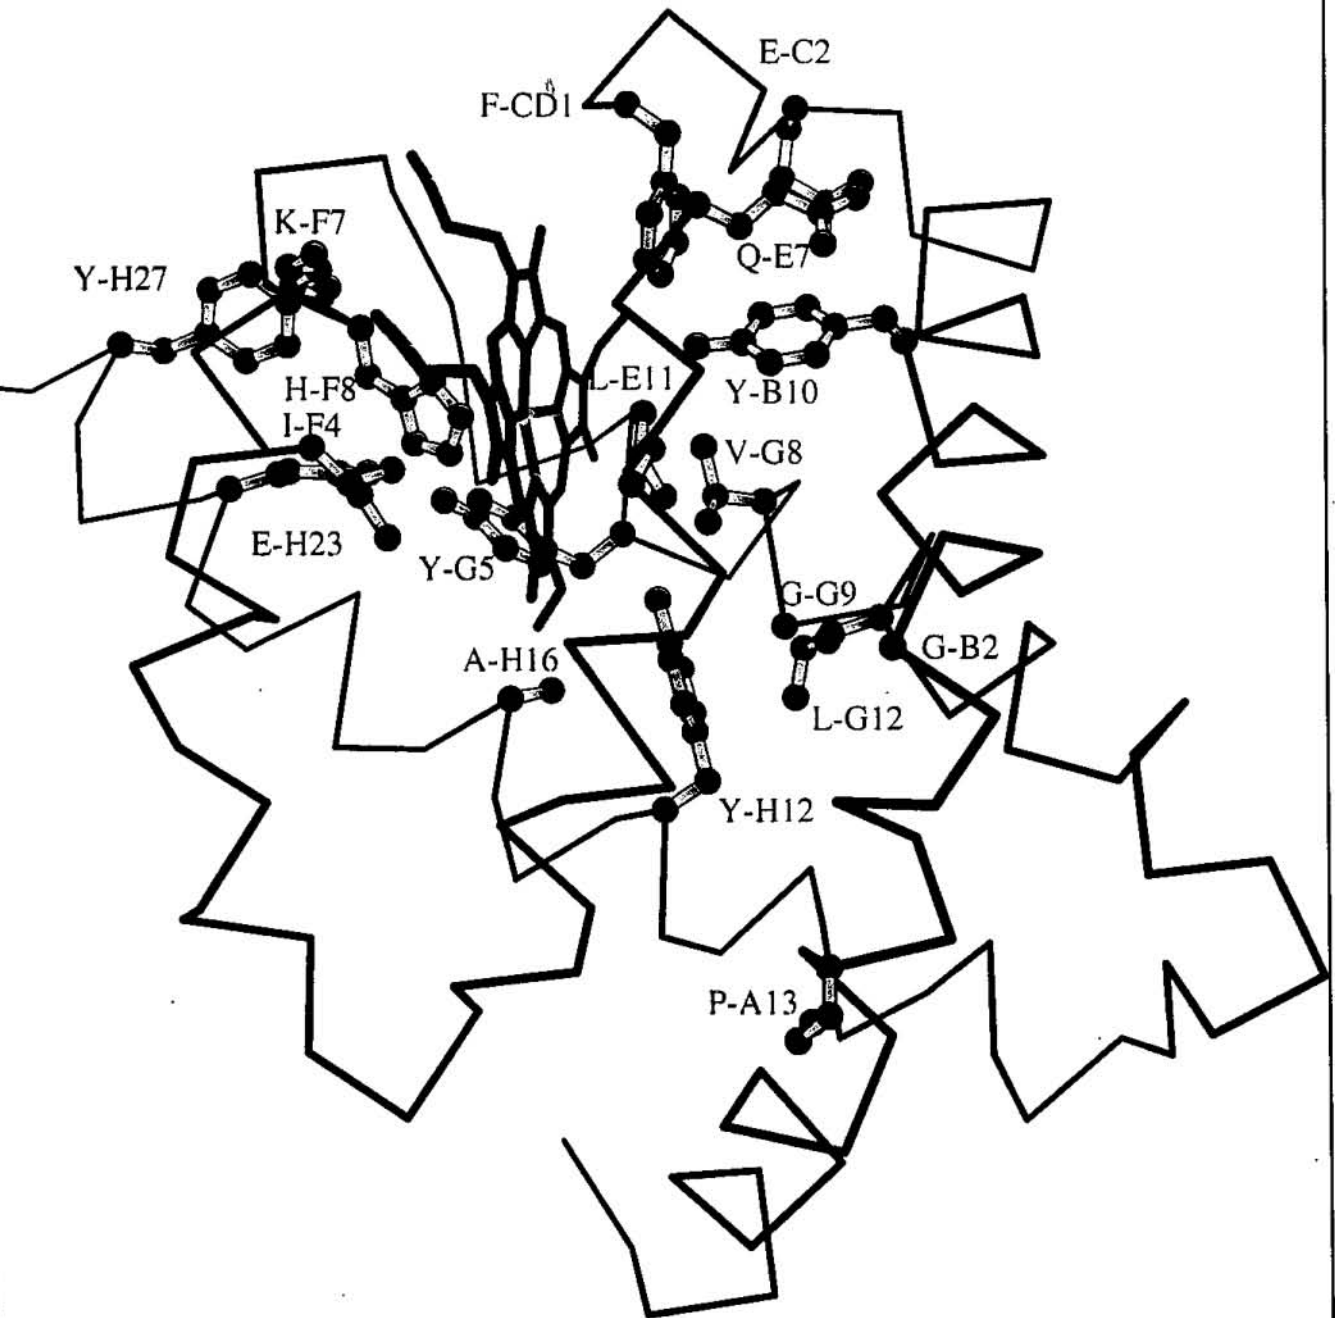 E-C2
F-CD1
K-F7
Y-H27
Q-E7
H-F8
L-E11
Y-B10
I-F4
V-G8
E-H23
Y-G5
G-G9
G-B2
A-H16
L-G12
Y-H12
P-A13